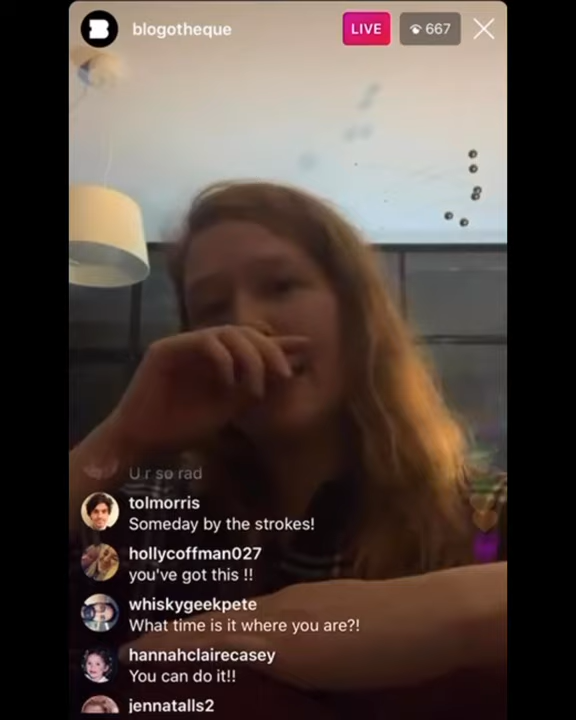 blogotheque
LIVE
667
U r so rad
tolmorris
Someday by the strokes!
hollycoffman027
you've got this !!
whiskygeekpete
What time is it where you are?!
hannahclairecasey
You can do it!!
jennatalls2